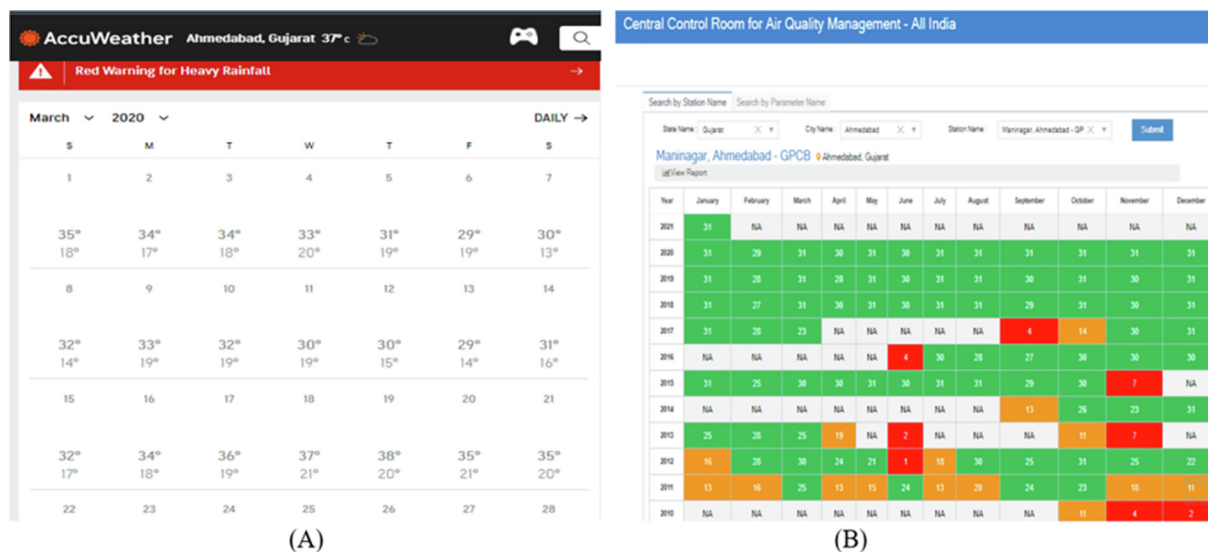 AccuWeather Ahmedabad, Gujarat 37° c
Red Warning for Heavy Rainfall
March 2020 DAILY →
S M T W T F S
1 2 3 4 5 6 7
35° 34° 34° 33° 31° 29° 30°
18° 17° 18° 20° 19° 19° 13°
8 9 10 11 12 13 14
32° 33° 32° 30° 30° 29° 31°
14° 19° 19° 19° 15° 14° 16°
15 16 17 18 19 20 21
32° 34° 36° 37° 38° 35° 35°
17° 18° 19° 21° 20° 20° 20°
22 23 24 25 26 27 28
(A)
Central Control Room for Air Quality Management - All India
Search by Station Name Search by Parameter Name
State Name: Gujarat City Name: Ahmedabad Station Name: Maninagar, Ahmedabad - GP Submit
Maninagar, Ahmedabad - GPCB Ahmedabad, Gujarat
View Report
Year January February March April May June July August September October November December
2021 31 NA NA NA NA NA NA NA NA NA NA NA
2020 31 29 31 30 31 30 31 31 31 31 31 31
2019 31 28 31 28 31 30 31 31 30 31 30 31
2018 31 27 31 30 31 30 31 31 29 31 30 31
2017 31 28 23 NA NA NA NA NA 4 14 30 31
2016 NA NA NA NA NA 4 30 28 27 30 30 30
2015 31 25 30 30 31 30 31 31 29 30 7 NA
2014 NA NA NA NA NA NA NA NA 13 26 23 31
2013 25 28 25 19 NA 2 NA NA NA 11 7 NA
2012 16 28 30 24 21 1 18 30 25 31 25 22
2011 13 16 25 13 15 24 13 20 24 23 18 11
2010 NA NA NA NA NA NA NA NA NA 11 4 2
(B)